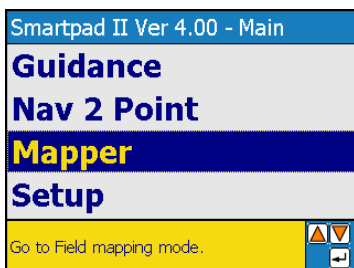 Smartpad II Ver 4.00 - Main
Guidance
Nav 2 Point
Mapper
Setup
Go to Field mapping mode.